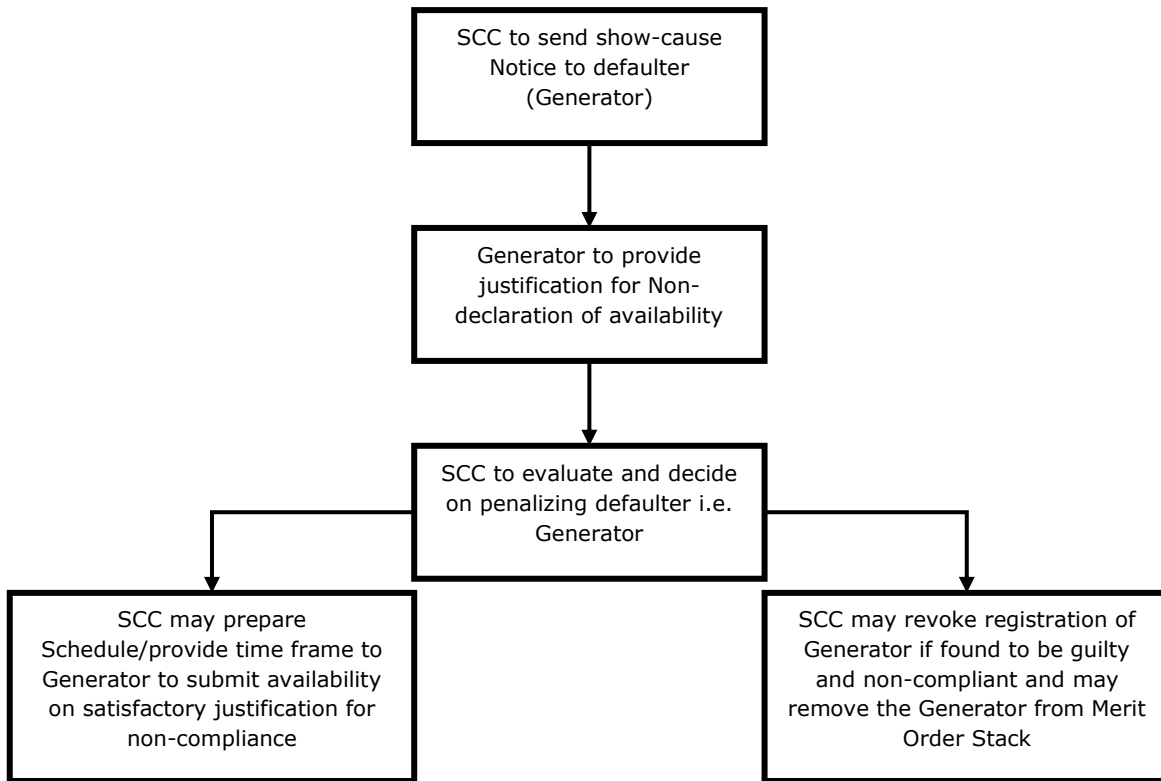 SCC to send show-cause
Notice to defaulter
(Generator)
Generator to provide
justification for Non-
declaration of availability
SCC to evaluate and decide
on penalizing defaulter i.e.
Generator
SCC may prepare
Schedule/provide time frame to
Generator to submit availability
on satisfactory justification for
non-compliance
SCC may revoke registration of
Generator if found to be guilty
and non-compliant and may
remove the Generator from Merit
Order Stack